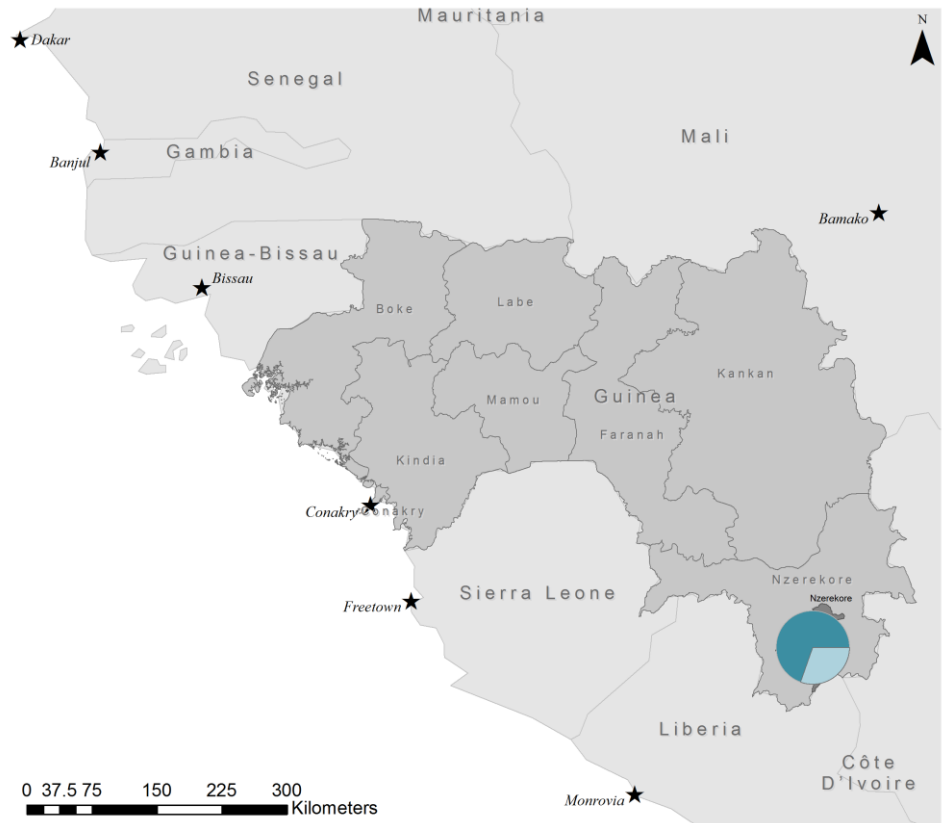 Mauritania
N
Dakar
Senegal
Mali
Banjul
Gambia
Bamako
Guinea-Bissau
Bissau
Boke
Labe
Kankan
Mamou
Guinea
Faranah
Kindia
Conakry
Conakry
Nzerekore
Sierra Leone
Nzerekore
Freetown
Liberia
Côte
D'Ivoire
0 37.5 75 150 225 300
Kilometers
Monrovia